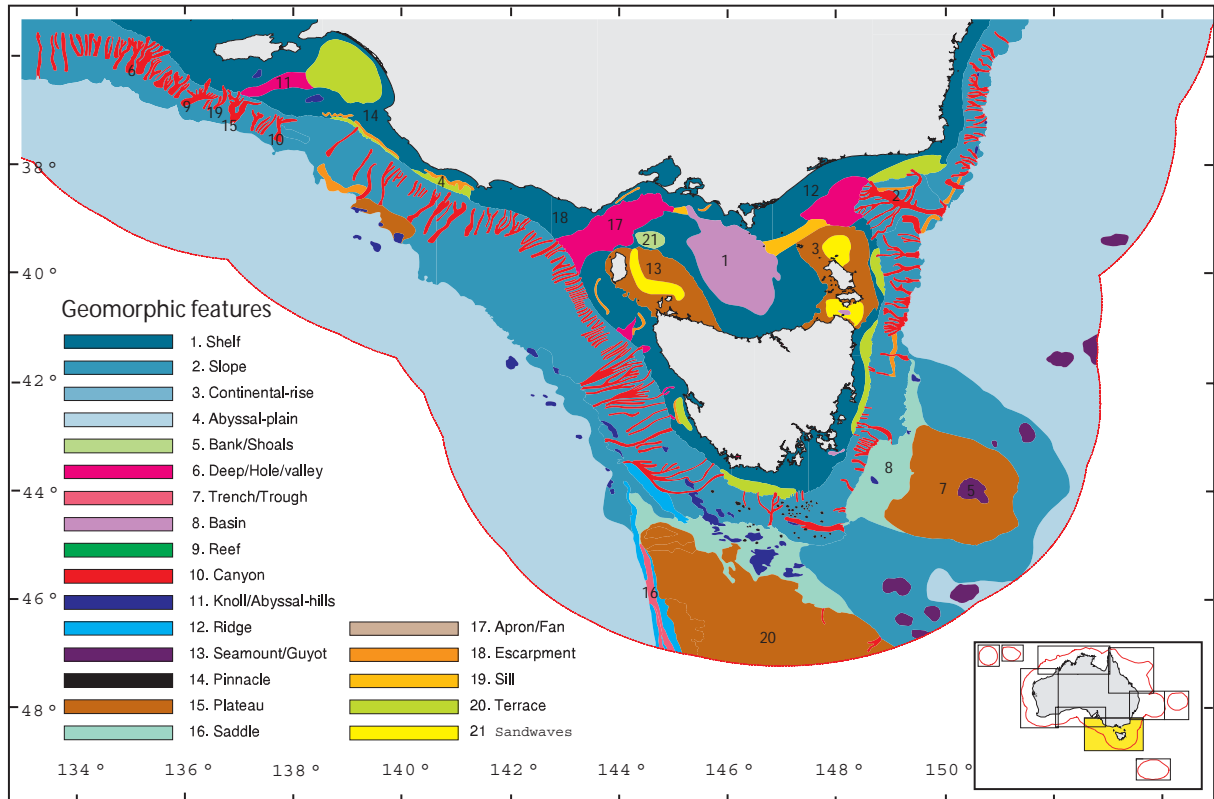 6
11
9
19
15
10
14
38 °
4
12
2
18
17
21
3
13
1
40 °
Geomorphic features
1. Shelf
2. Slope
3. Continental-rise
42 °
4. Abyssal-plain
5. Bank/Shoals
6. Deep/Hole/valley
8
7
5
44 °
7. Trench/Trough
8. Basin
9. Reef
10. Canyon
16
46 °
11. Knoll/Abyssal-hills
12. Ridge
17. Apron/Fan
20
13. Seamount/Guyot
18. Escarpment
14. Pinnacle
19. Sill
15. Plateau
20. Terrace
48 °
16. Saddle
21 Sandwaves
134 °
136 °
138 °
140 °
142 °
144 °
146 °
148 °
150 °